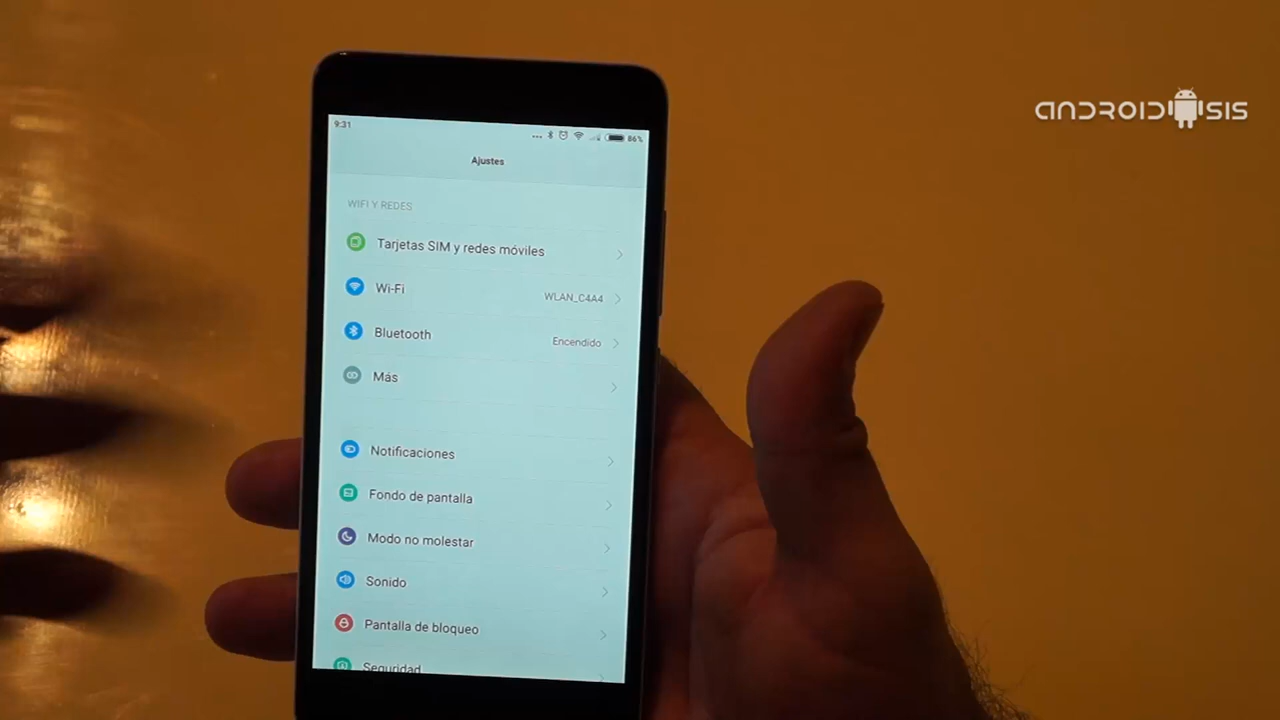 ANDROIDSIS
9:31
86%
Ajustes
WIFI Y REDES
Tarjetas SIM y redes móviles
Wi-Fi WLAN_C4A4
Bluetooth Encendido
Más
Notificaciones
Fondo de pantalla
Modo no molestar
Sonido
Pantalla de bloqueo
Seguridad